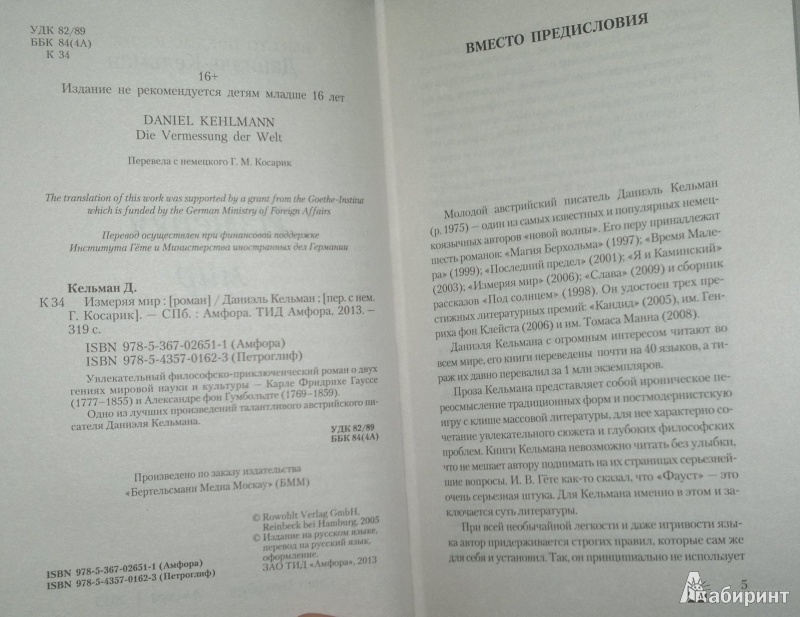 УДК 82/89
ББК 84(4А)
К 34
16+
Издание не рекомендуется детям младше 16 лет
DANIEL KEHLMANN
Die Vermessung der Welt
Перевела с немецкого Г. М. Косарик
The translation of this work was supported by a grant from the Goethe-Institut
which is funded by the German Ministry of Foreign Affairs
Перевод осуществлен при финансовой поддержке
Института Гёте и Министерства иностранных дел Германии
Кельман Д.
К 34 Измеряя мир : [роман] / Даниэль Кельман ; [пер. с нем.
Г. Косарик]. — СПб. : Амфора. ТИД Амфора, 2013. —
319 с.
ISBN 978-5-367-02651-1 (Амфора)
ISBN 978-5-4357-0162-3 (Петроглиф)
Увлекательный философско-приключенческий роман о двух
гениях мировой науки и культуры — Карле Фридрихе Гауссе
(1777–1855) и Александре фон Гумбольдте (1769–1859).
Одно из лучших произведений талантливого австрийского пи-
сателя Даниэля Кельмана.
УДК 82/89
ББК 84(4А)
Произведено по заказу издательства
«Бертельсманн Медиа Москау» (БММ)
© Rowohlt Verlag GmbH,
Reinbeck bei Hamburg, 2005
© Издание на русском языке,
перевод на русский язык,
оформление.
ЗАО ТИД «Амфора», 2013
ISBN 978-5-367-02651-1 (Амфора)
ISBN 978-5-4357-0162-3 (Петроглиф)
ВМЕСТО ПРЕДИСЛОВИЯ
Молодой австрийский писатель Даниэль Кельман
(р. 1975) — один из самых известных и популярных немец-
коязычных авторов «новой волны». Его перу принадлежат
шесть романов: «Магия Берхольма» (1997); «Время Мале-
ра» (1999); «Последний предел» (2001); «Я и Каминский»
(2003); «Измеряя мир» (2006); «Слава» (2009) и сборник
рассказов «Под солнцем» (1998). Он удостоен трех пре-
стижных литературных премий: «Кандид» (2005), им. Ген-
риха фон Клейста (2006) и им. Томаса Манна (2008).
Даниэля Кельмана с огромным интересом читают во
всем мире, его книги переведены почти на 40 языков, а ти-
раж их давно перевалил за 1 млн экземпляров.
Проза Кельмана представляет собой ироническое пе-
реосмысление традиционных форм и постмодернистскую
игру с клише массовой литературы, для нее характерно со-
четание увлекательного сюжета и глубоких философских
проблем. Книги Кельмана невозможно читать без улыбки,
что не мешает автору поднимать на их страницах серьезней-
шие вопросы. И. В. Гёте как-то сказал, что «Фауст» — это
очень серьезная штука. Для Кельмана именно в этом и за-
ключается суть литературы.
При всей необычайной легкости и даже игривости язы-
ка автор придерживается строгих правил, которые сам же
для себя и установил. Так, он принципиально не использует
5
Лабиринт